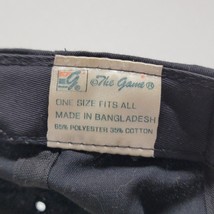 G The Game®
ONE SIZE FITS ALL
MADE IN BANGLADESH
65% POLYESTER 35% COTTON